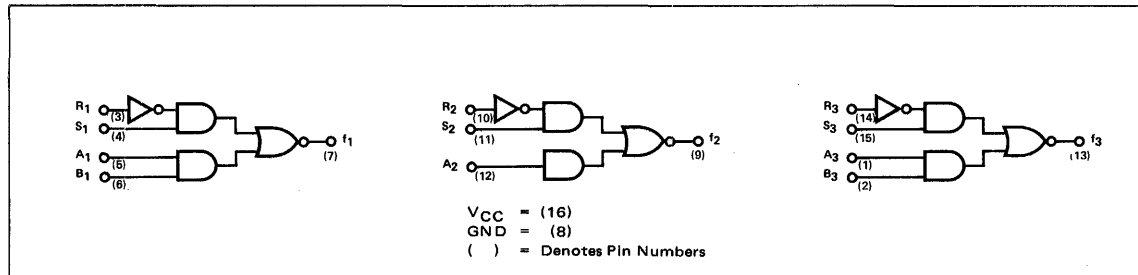 R1 (3)
S1 (4)
A1 (5)
B1 (6)
f1 (7)
R2 (10)
S2 (11)
A2 (12)
f2 (9)
R3 (14)
S3 (15)
A3 (1)
B3 (2)
f3 (13)
VCC = (16)
GND = (8)
( ) = Denotes Pin Numbers